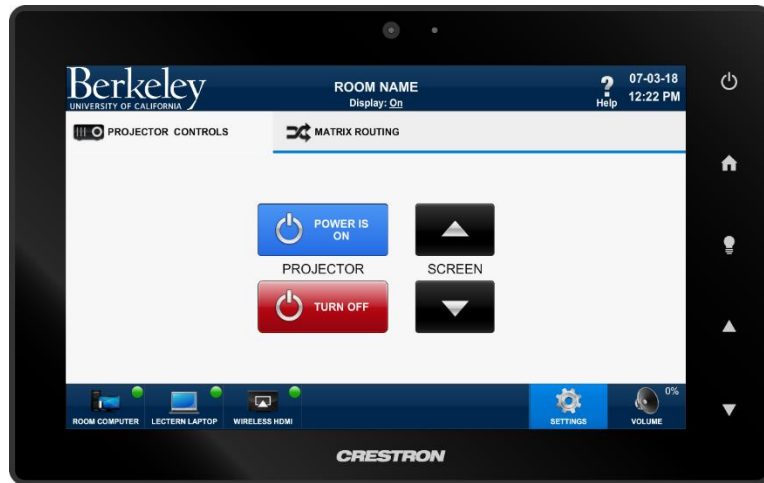 Berkeley
UNIVERSITY OF CALIFORNIA
ROOM NAME
Display: On
?
Help
07-03-18
12:22 PM
PROJECTOR CONTROLS
MATRIX ROUTING
POWER IS
ON
PROJECTOR
SCREEN
TURN OFF
ROOM COMPUTER
LECTERN LAPTOP
WIRELESS HDMI
SETTINGS
0%
VOLUME
CRESTRON